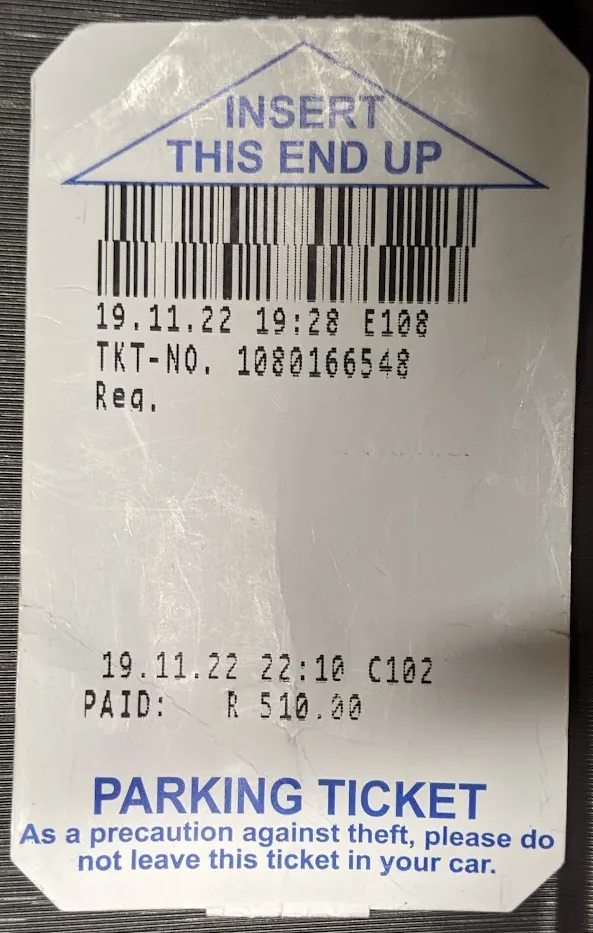 INSERT
THIS END UP
19.11.22 19:28 E108
TKT-NO. 1080166548
Reg.
19.11.22 22:10 C102
PAID: R 510.00
PARKING TICKET
As a precaution against theft, please do
not leave this ticket in your car.